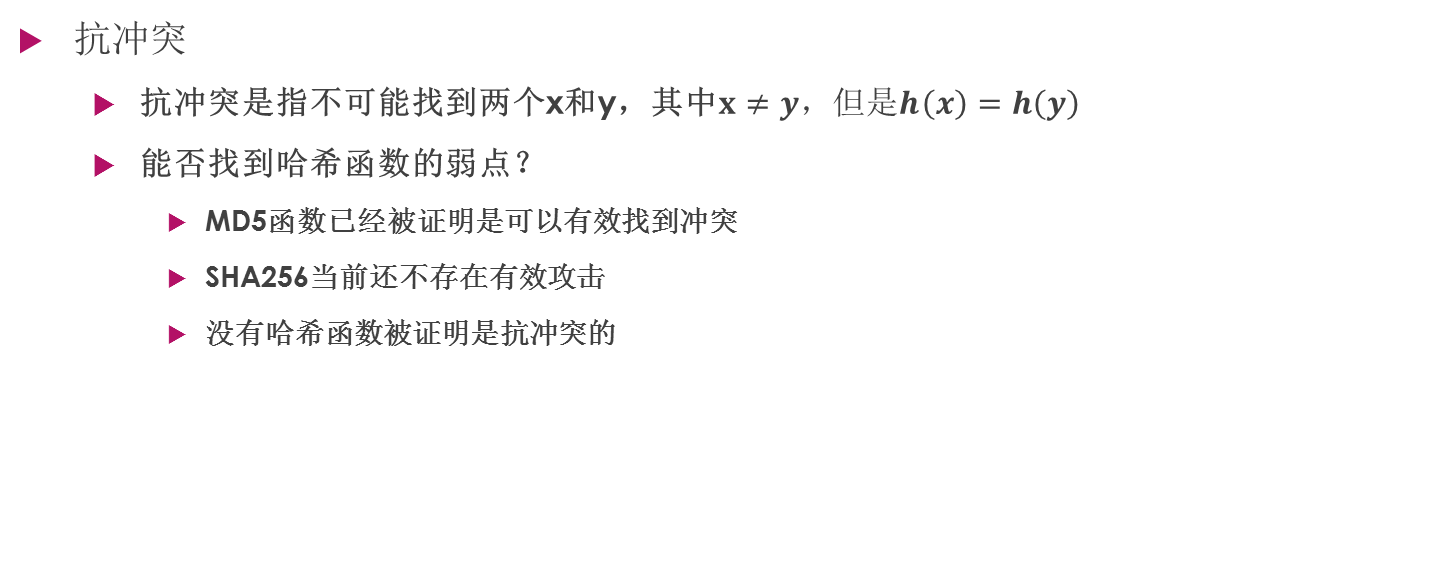 抗冲突
抗冲突是指不可能找到两个x和y，其中x ≠ y，但是h(x) = h(y)
能否找到哈希函数的弱点？
MD5函数已经被证明是可以有效找到冲突
SHA256当前还不存在有效攻击
没有哈希函数被证明是抗冲突的